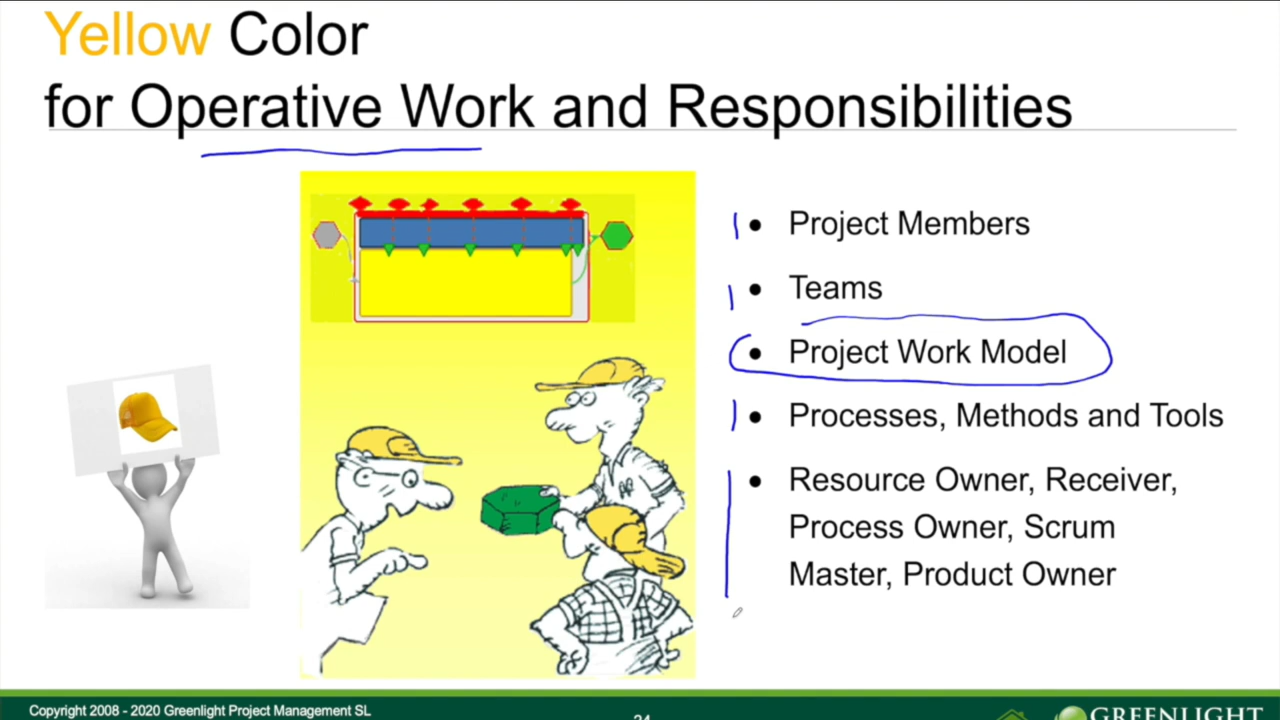 Yellow Color
for Operative Work and Responsibilities
• Project Members
• Teams
• Project Work Model
• Processes, Methods and Tools
• Resource Owner, Receiver,
Process Owner, Scrum
Master, Product Owner
Copyright 2008 - 2020 Greenlight Project Management SL
GREENLIGHT